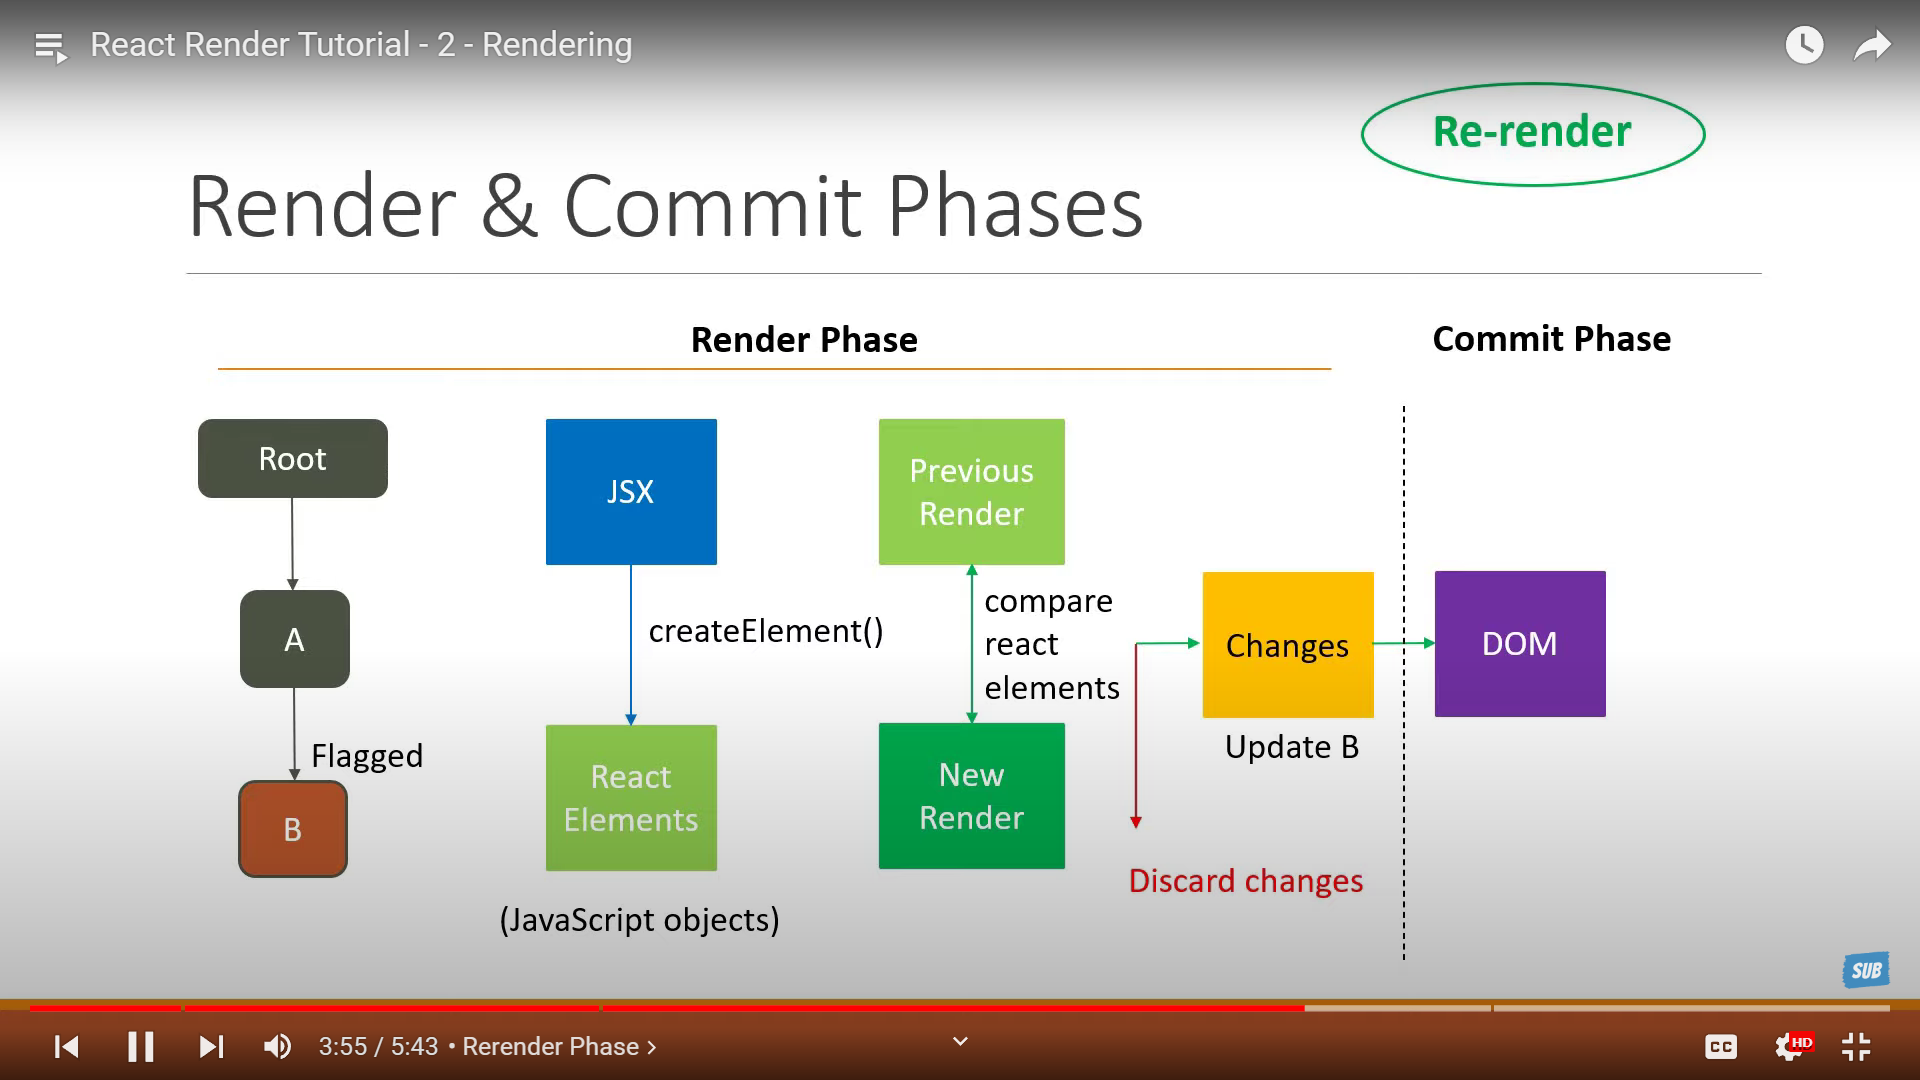 React Render Tutorial - 2 - Rendering
Re-render
Render & Commit Phases
Render Phase
Commit Phase
Root
A
Flagged
B
JSX
createElement()
React
Elements
(JavaScript objects)
Previous
Render
compare
react
elements
New
Render
Changes
Update B
Discard changes
DOM
SUB
3:55 / 5:43 • Rerender Phase
CC
HD